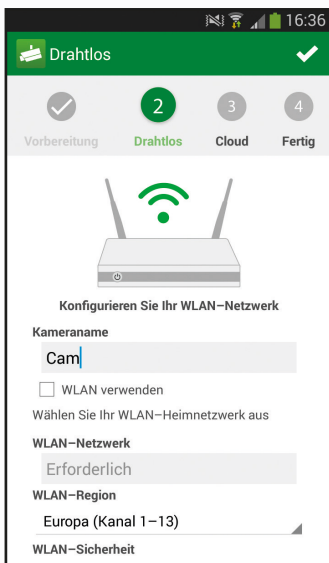 16:36
Drahtlos
2 3 4
Vorbereitung Drahtlos Cloud Fertig
Konfigurieren Sie Ihr WLAN-Netzwerk
Kameraname
Cam
WLAN verwenden
Wählen Sie Ihr WLAN-Heimnetzwerk aus
WLAN-Netzwerk
Erforderlich
WLAN-Region
Europa (Kanal 1-13)
WLAN-Sicherheit